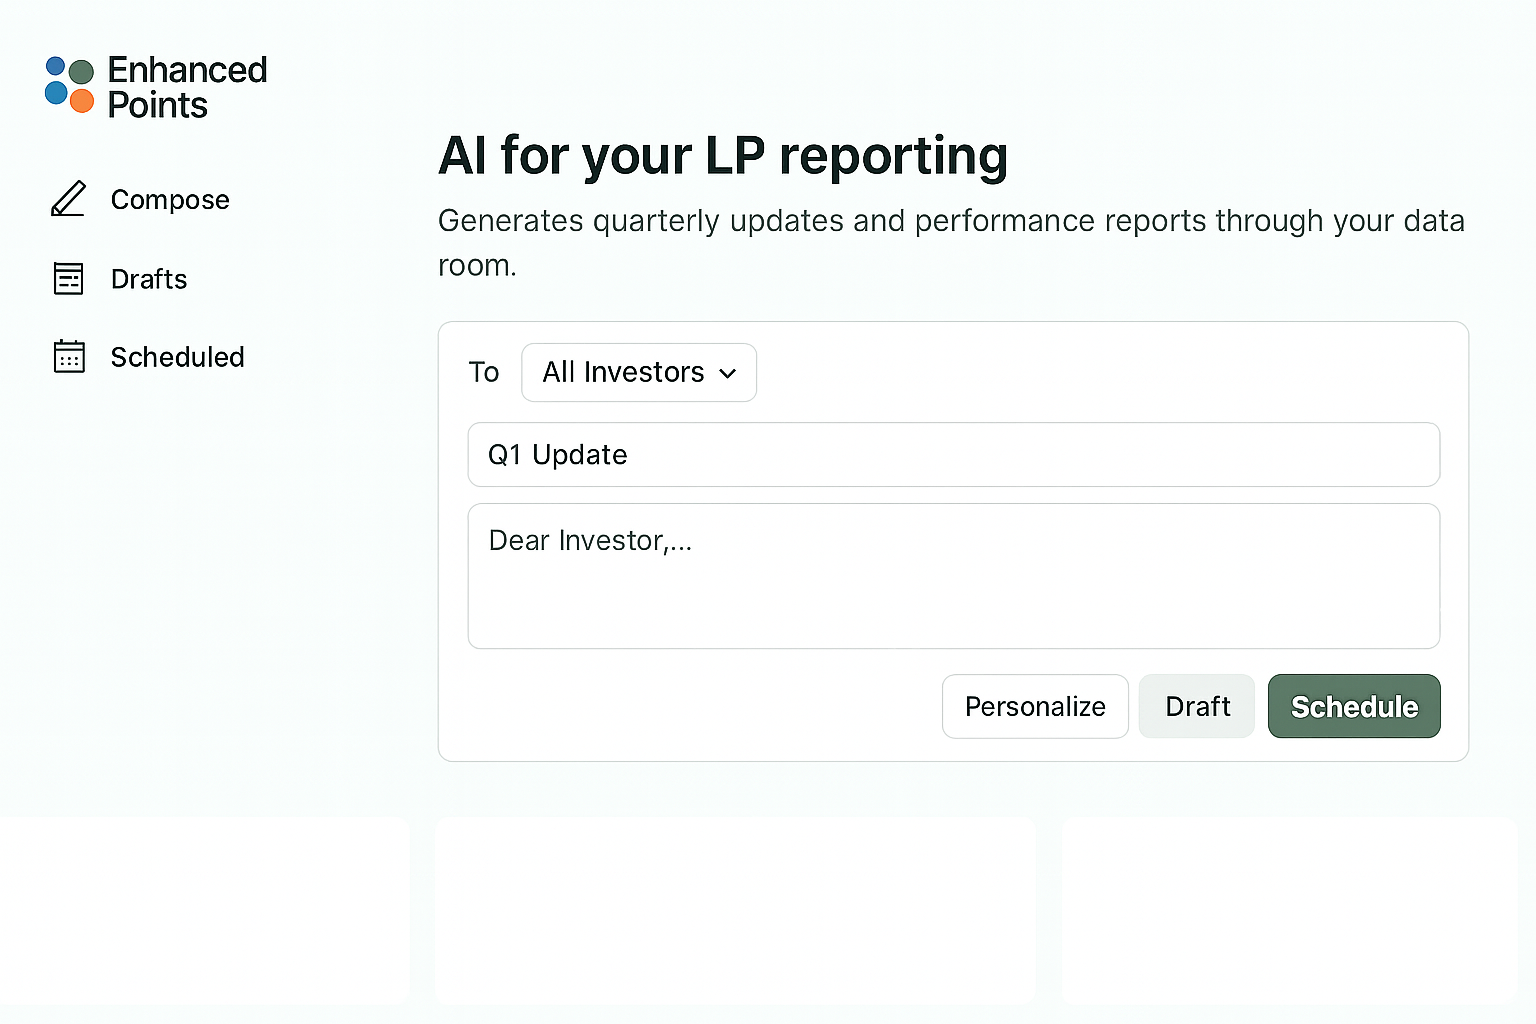 Enhanced
Points
Compose
Drafts
Scheduled
AI for your LP reporting
Generates quarterly updates and performance reports through your data
room.
To All Investors
Q1 Update
Dear Investor,...
Personalize Draft Schedule